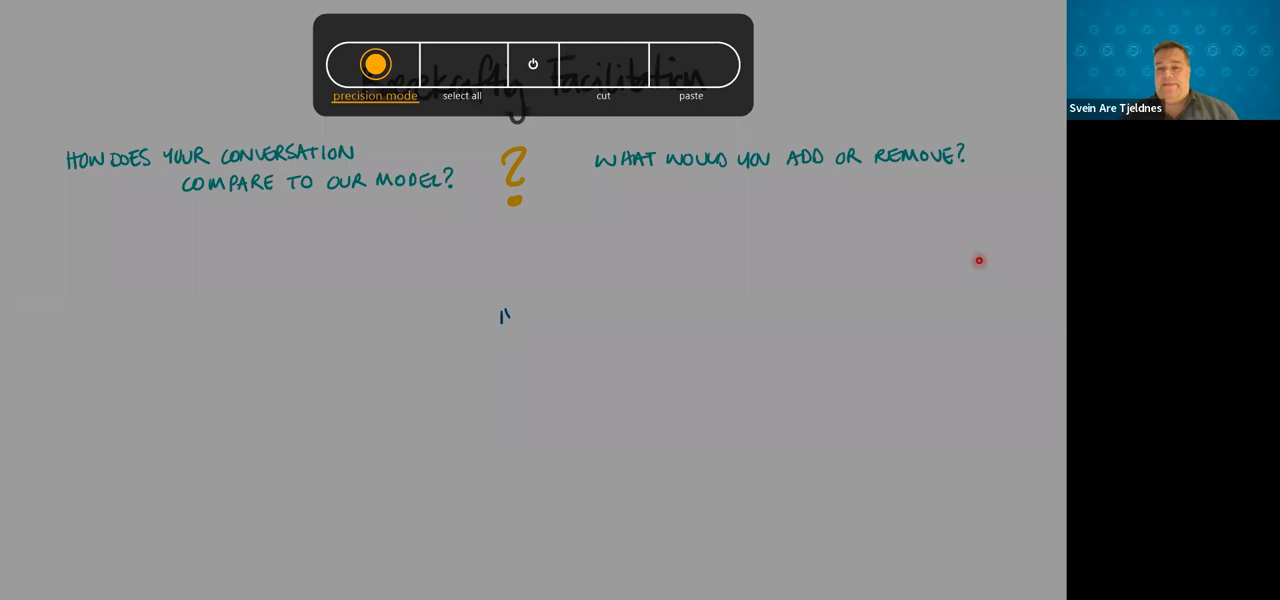 Facilitation
precision mode
select all
cut
paste
HOW DOES YOUR CONVERSATION
COMPARE TO OUR MODEL?
?
WHAT WOULD YOU ADD OR REMOVE?
Svein Are Tjeldnes